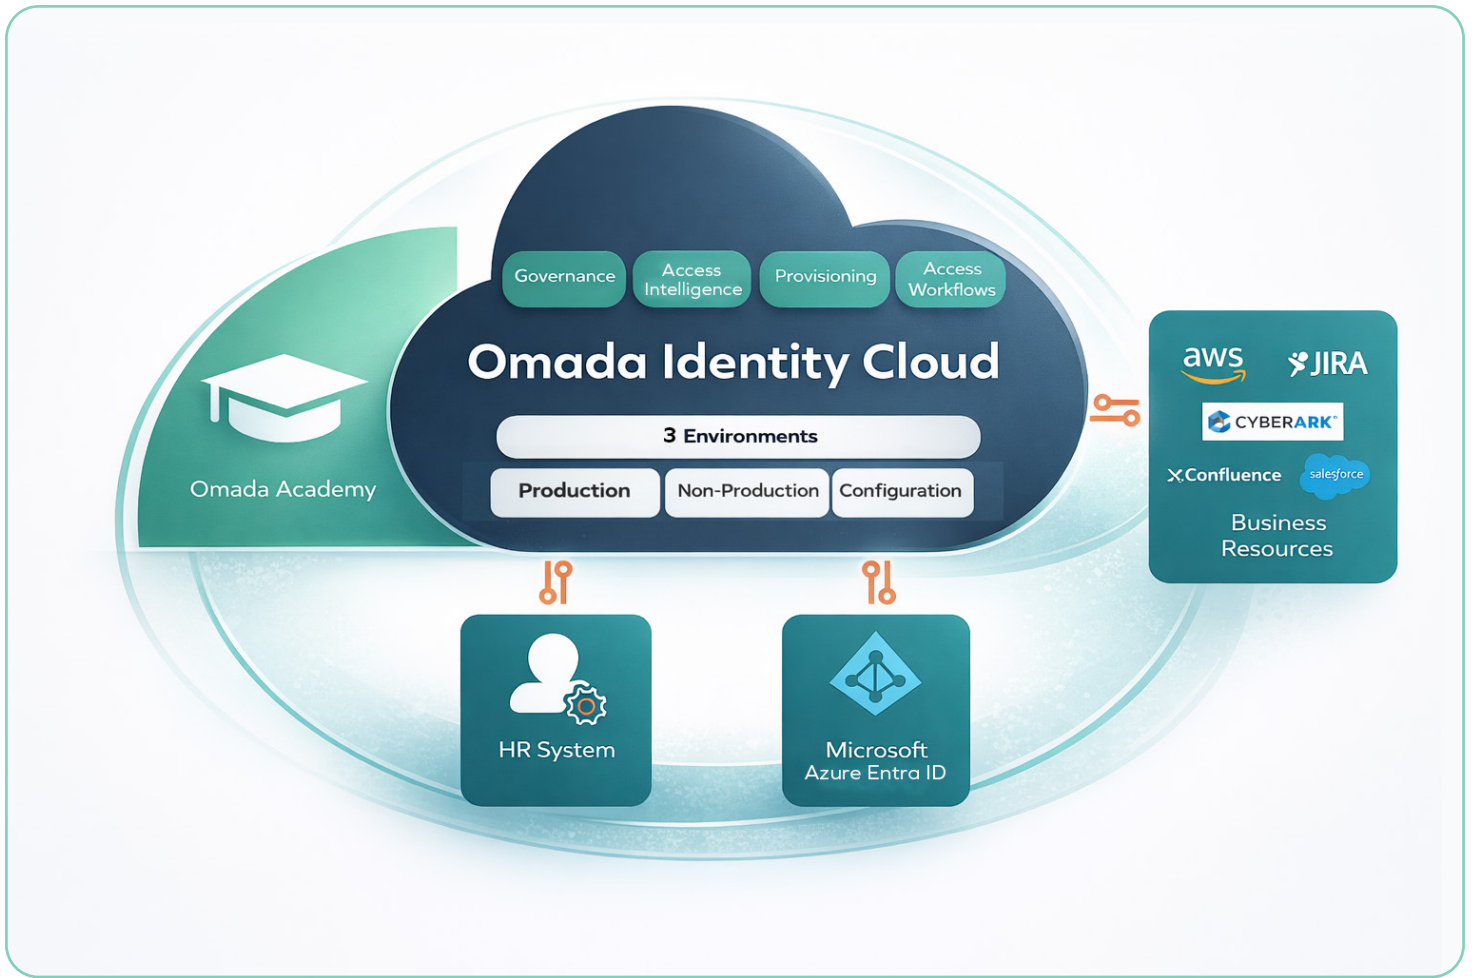 Governance
Access
Intelligence
Provisioning
Access
Workflows
Omada Identity Cloud
3 Environments
Production
Non-Production
Configuration
Omada Academy
aws
JIRA
CYBERARK®
Confluence
salesforce
Business
Resources
HR System
Microsoft
Azure Entra ID